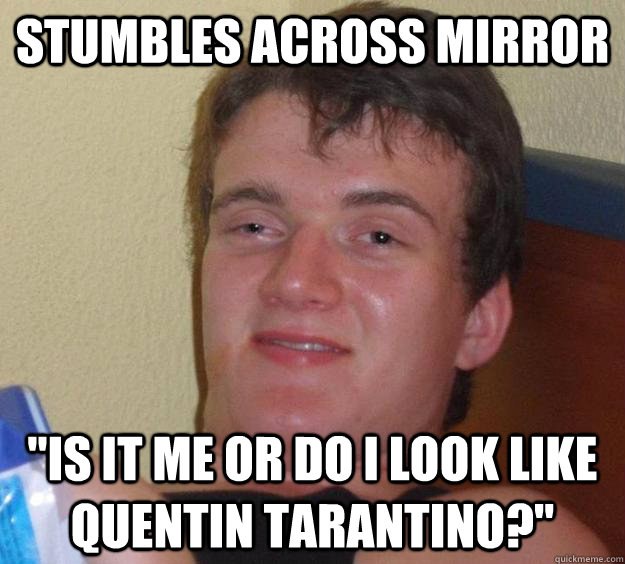 STUMBLES ACROSS MIRROR
"IS IT ME OR DO I LOOK LIKE
QUENTIN TARANTINO?"
quickmeme.com